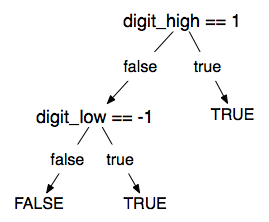 digit_high == 1
false true
digit_low == -1
TRUE
false true
FALSE TRUE